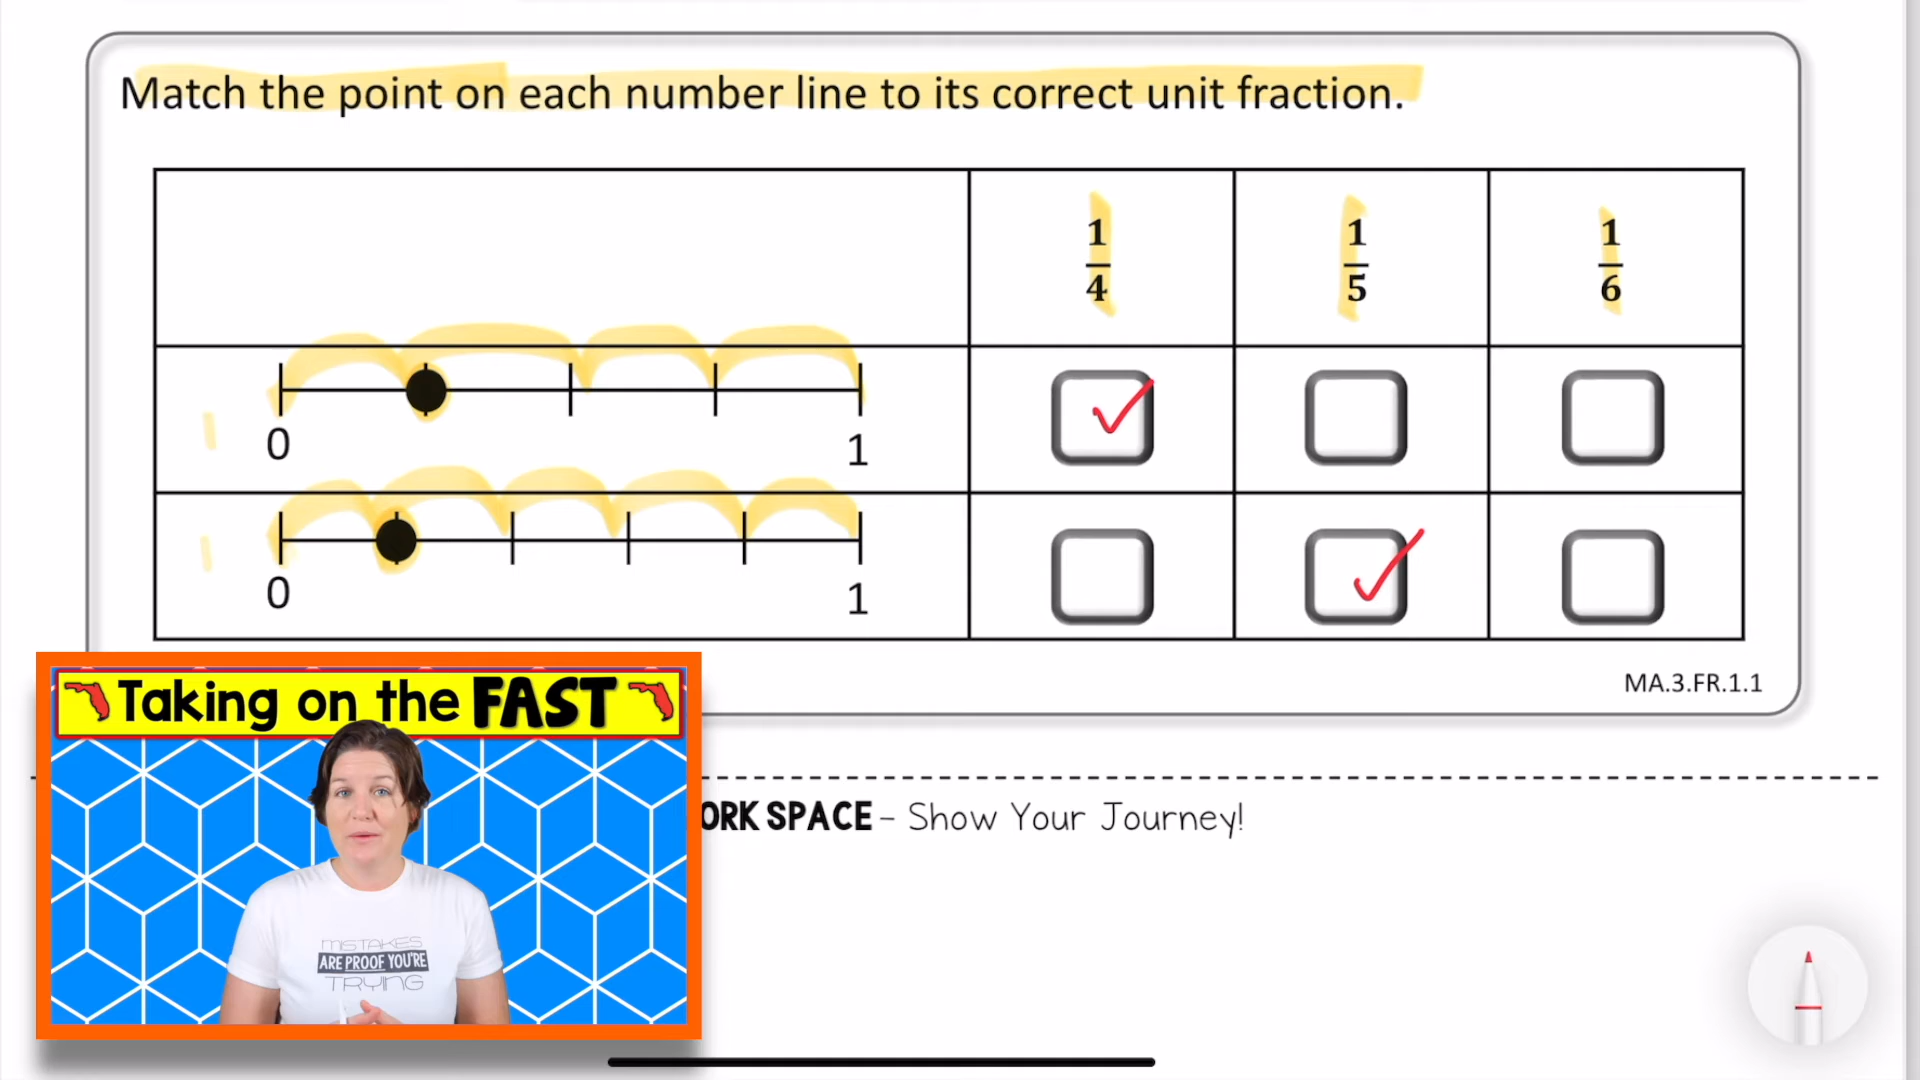 Match the point on each number line to its correct unit fraction.
1/4 1/5 1/6
0 1
0 1
MA.3.FR.1.1
Taking on the FAST
ORK SPACE - Show Your Journey!
MISTAKES
ARE PROOF YOU'RE
TRYING